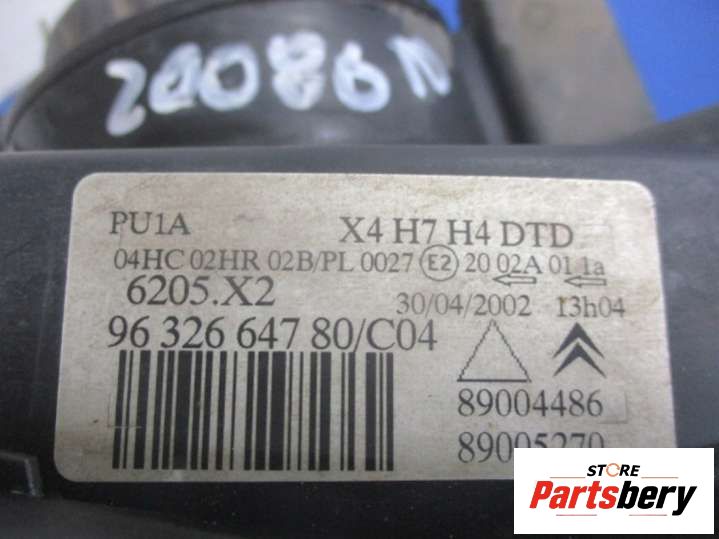 PU1A X4 H7 H4 DTD
04HC 02HR 02B/PL 0027 E2 20 02A 01 1a
6205.X2 30/04/2002 13h04
96 326 647 80/C04
89004486
89005270
STORE
Partsbery